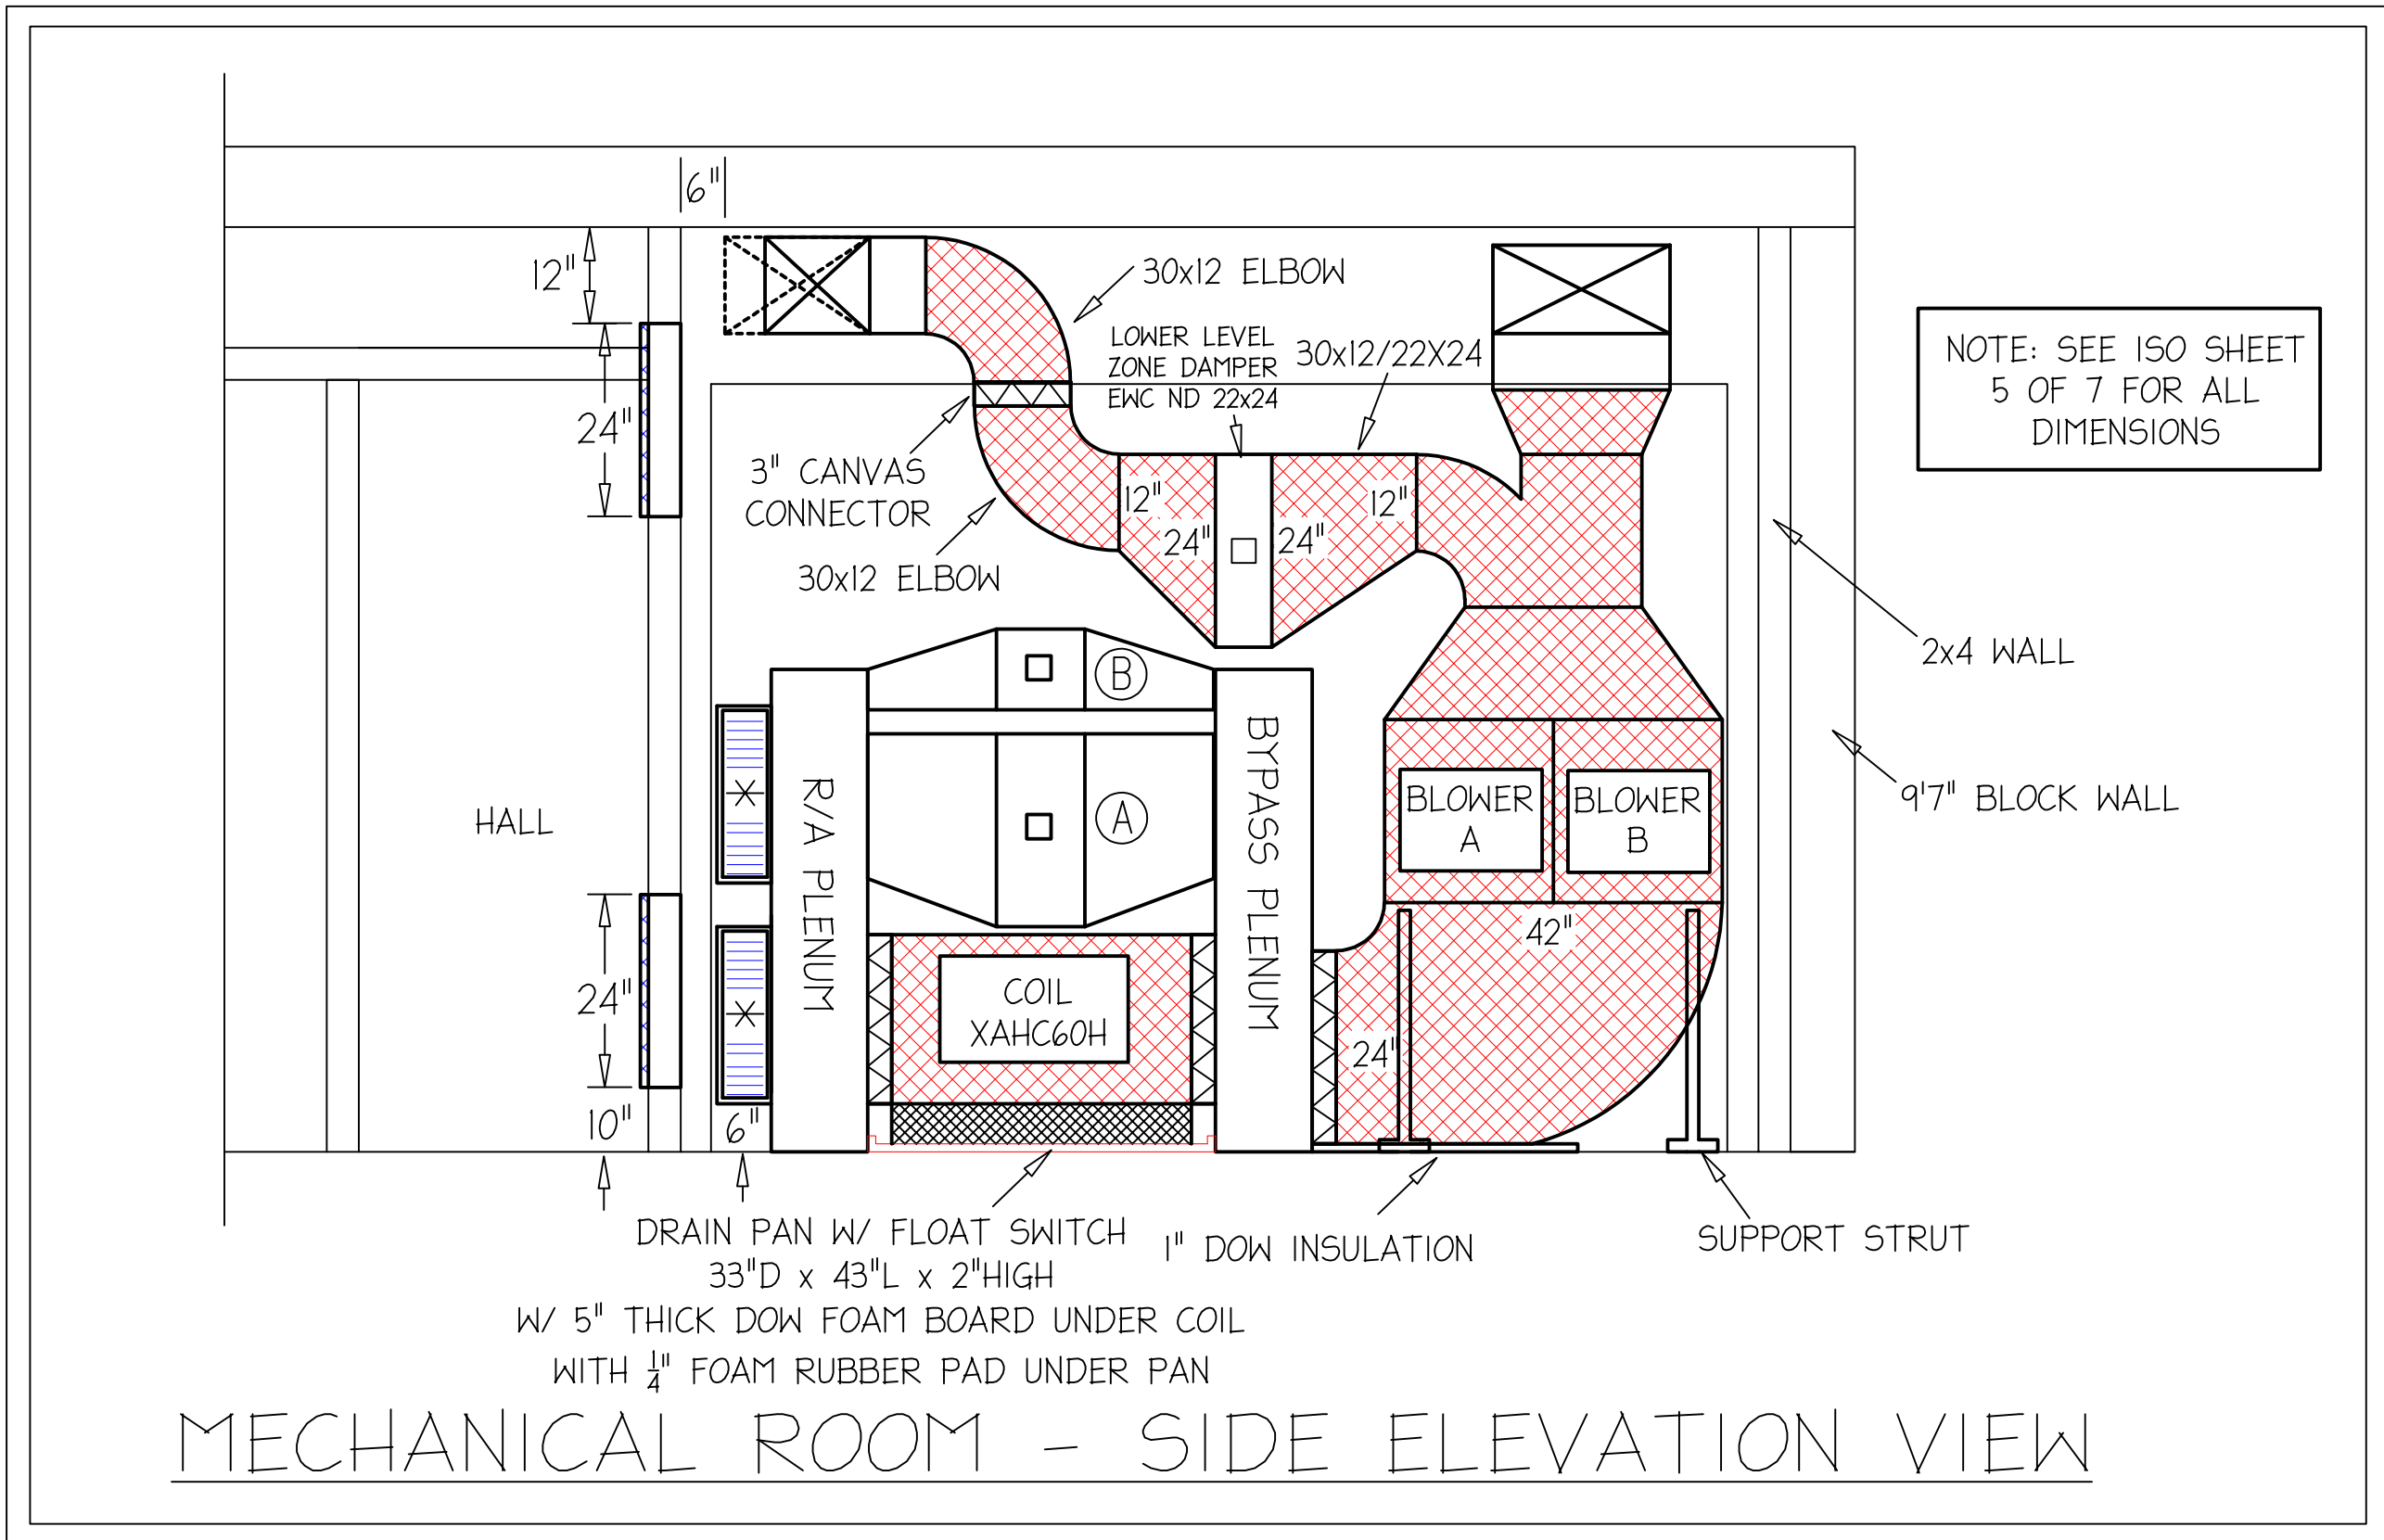 6"
12"
30x12 ELBOW
LOWER LEVEL
ZONE DAMPER
EWC ND 22x24
30x12/22X24
NOTE: SEE ISO SHEET
5 OF 7 FOR ALL
DIMENSIONS
24"
3" CANVAS
CONNECTOR
12"
24"
24"
12"
30x12 ELBOW
2x4 WALL
B
R/A PLENUM
BYPASS PLENUM
A
BLOWER
A
BLOWER
B
9'7" BLOCK WALL
HALL
42"
24"
COIL
XAHC60H
24"
10"
6"
DRAIN PAN W/ FLOAT SWITCH
33"D x 43"L x 2"HIGH
W/ 5" THICK DOW FOAM BOARD UNDER COIL
WITH 1/4" FOAM RUBBER PAD UNDER PAN
1" DOW INSULATION
SUPPORT STRUT
MECHANICAL ROOM - SIDE ELEVATION VIEW